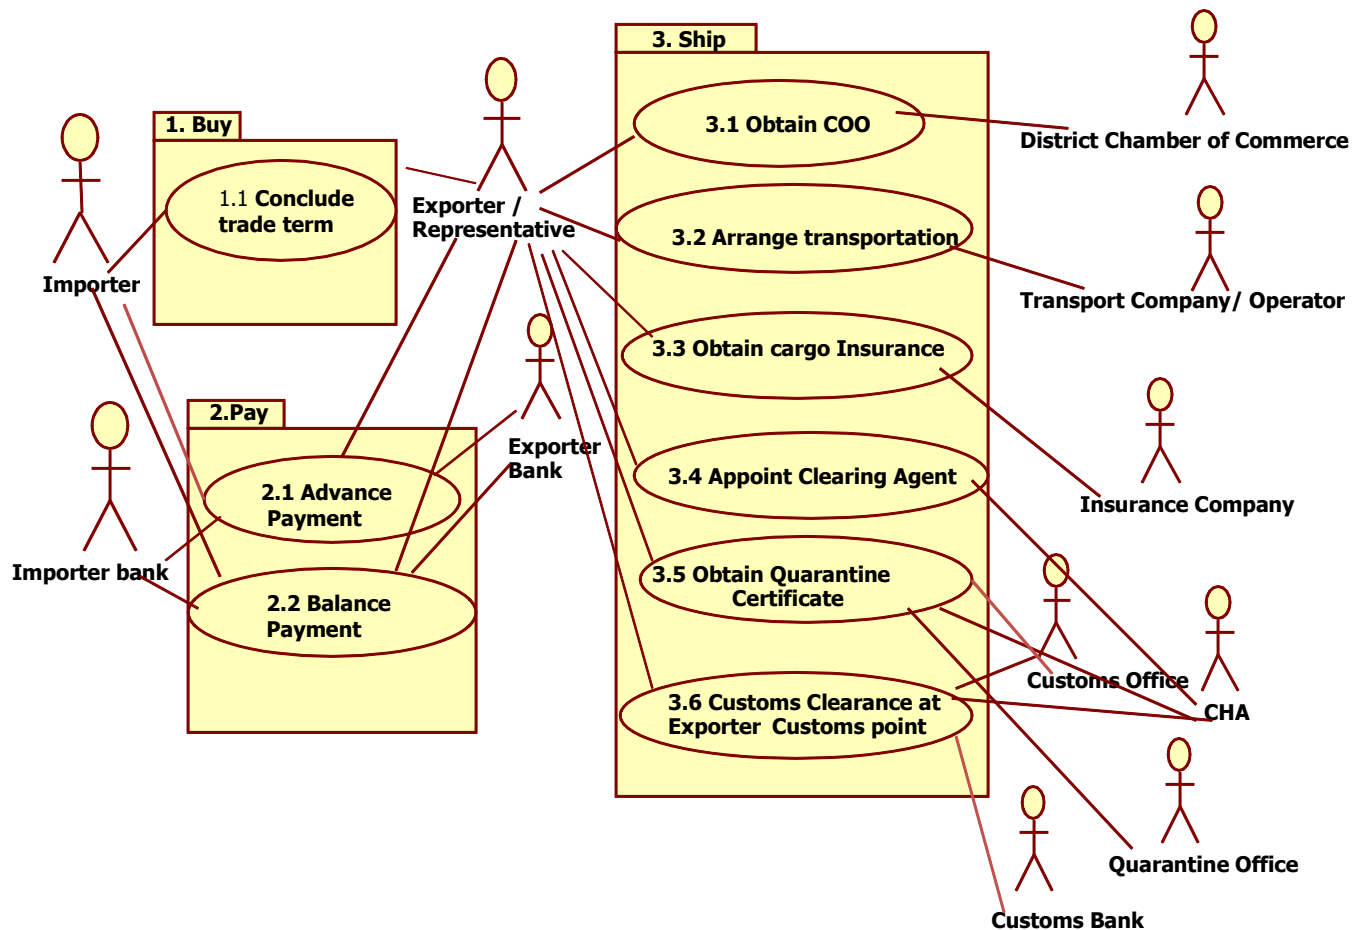 3. Ship
1. Buy
3.1 Obtain COO
District Chamber of Commerce
1.1 Conclude
trade term
Exporter /
Representative
3.2 Arrange transportation
Importer
Transport Company/ Operator
3.3 Obtain cargo Insurance
2.Pay
Exporter
Bank
3.4 Appoint Clearing Agent
Insurance Company
2.1 Advance
Payment
Importer bank
3.5 Obtain Quarantine
Certificate
2.2 Balance
Payment
Customs Office
3.6 Customs Clearance at
Exporter Customs point
CHA
Quarantine Office
Customs Bank